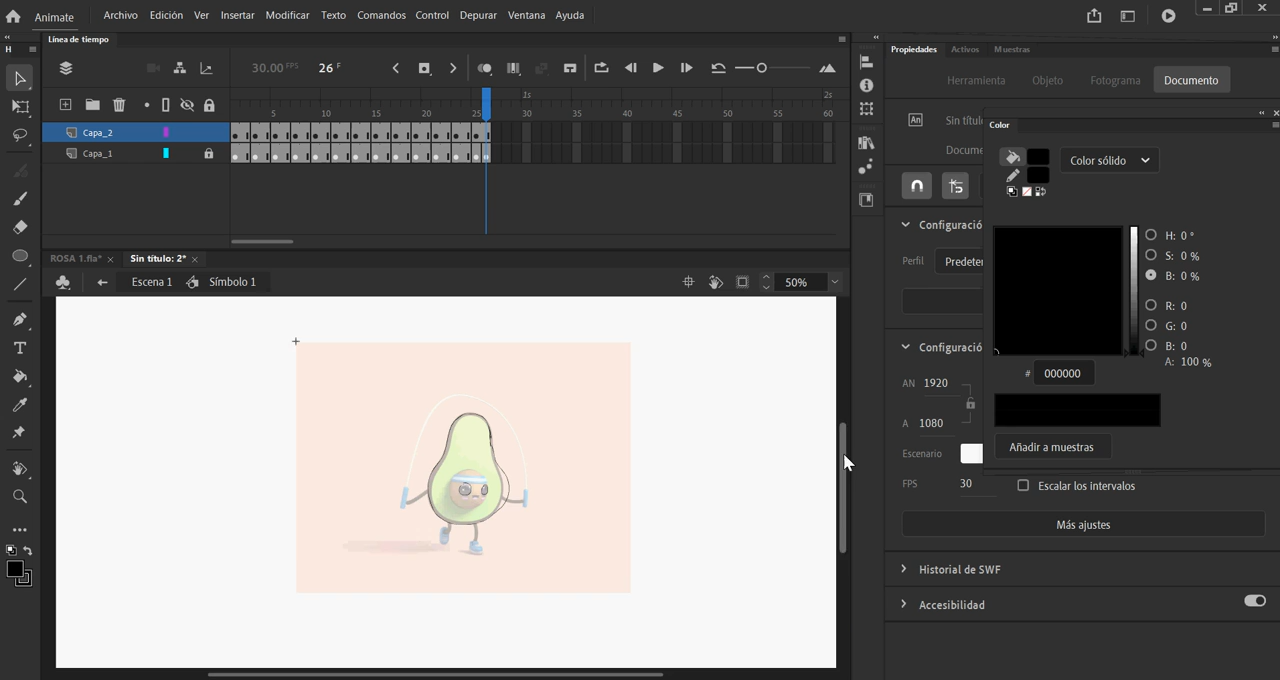 Animate Archivo Edición Ver Insertar Modificar Texto Comandos Control Depurar Ventana Ayuda
Línea de tiempo
H
30.00 FPS 26 F
1s 2s
5 10 15 20 25 30 35 40 45 50 55 60
Capa_2
Capa_1
ROSA 1.fla* × Sin título: 2* ×
Escena 1 Símbolo 1 50%
Propiedades Activos Muestras
Herramienta Objeto Fotograma Documento
An Sin títul
Docume
Configuració
Perfil Predeter
Configuració
AN 1920
A 1080
Escenario
FPS 30 Escalar los intervalos
Más ajustes
Historial de SWF
Accesibilidad
Color
Color sólido
H: 0 °
S: 0 %
B: 0 %
R: 0
G: 0
B: 0
A: 100 %
# 000000
Añadir a muestras